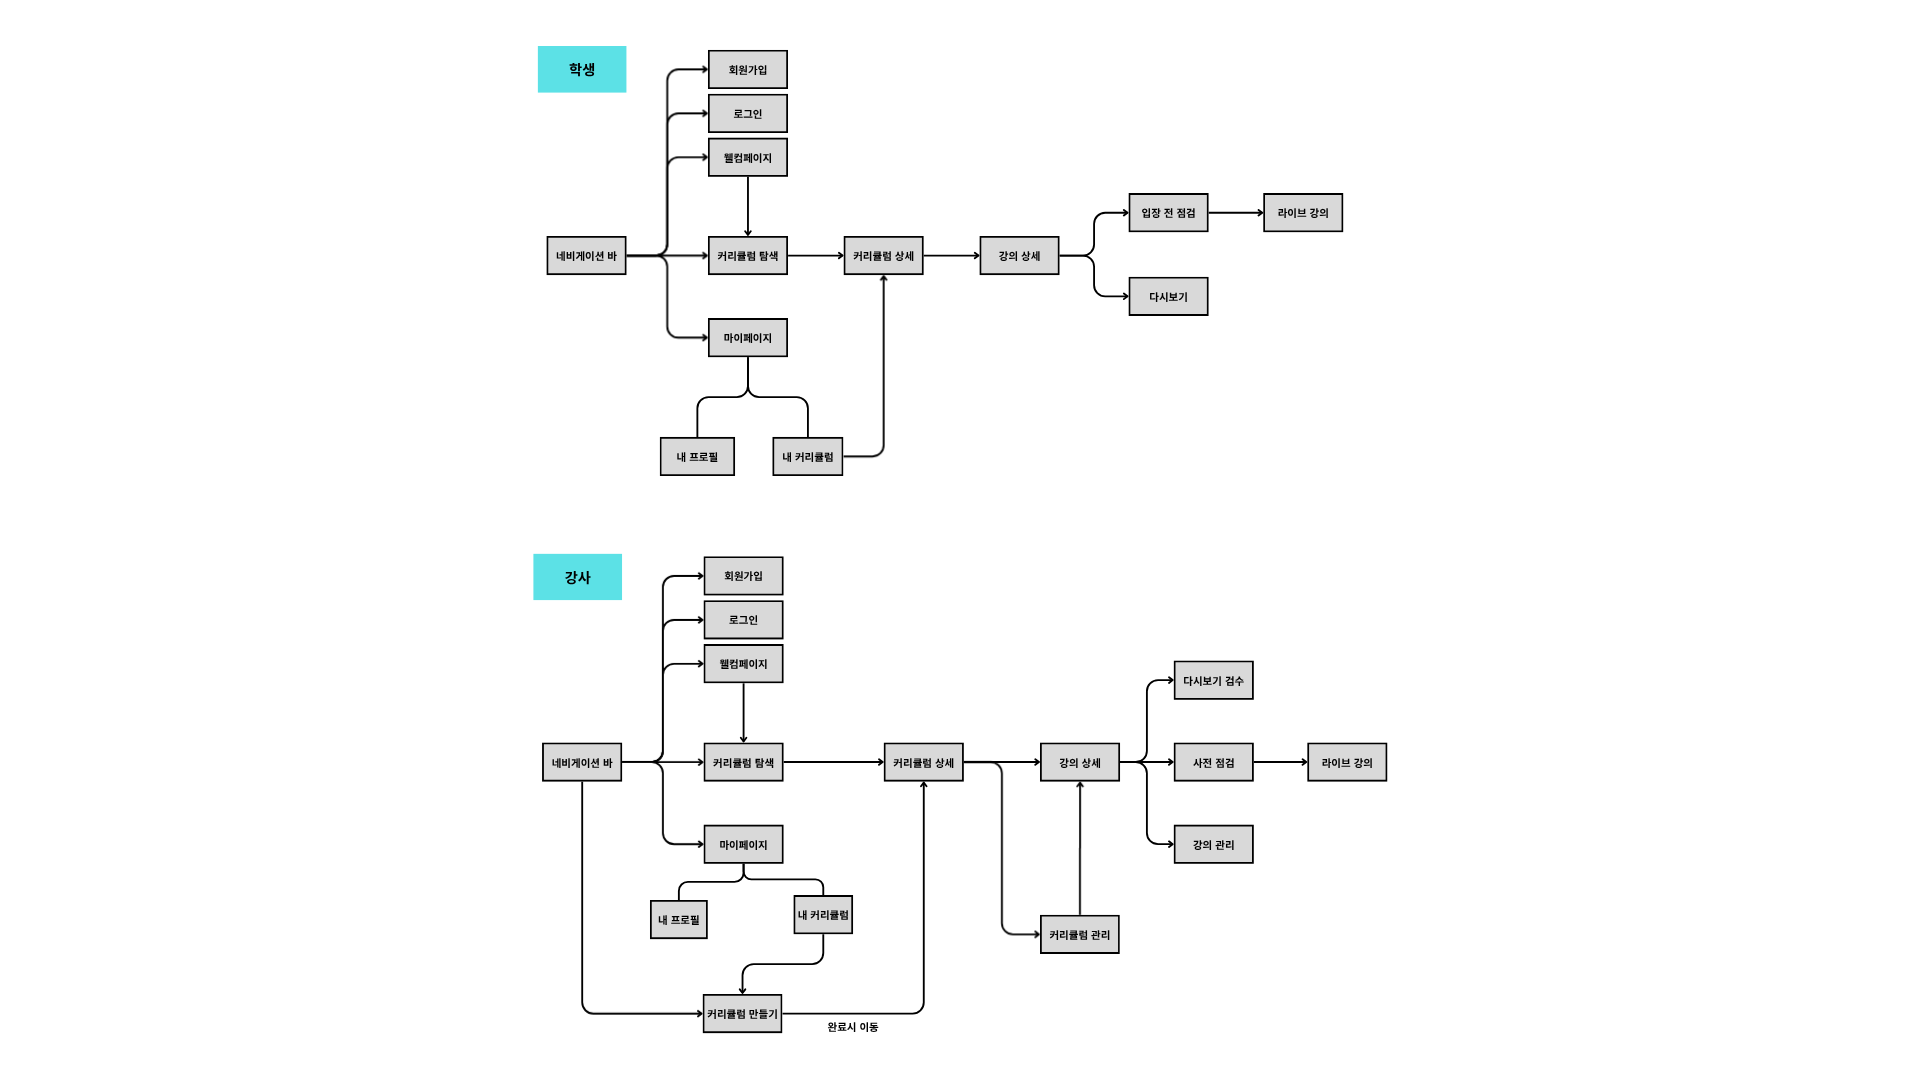 학생
회원가입
로그인
웰컴페이지
입장 전 점검
라이브 강의
네비게이션 바
커리큘럼 탐색
커리큘럼 상세
강의 상세
다시보기
마이페이지
내 프로필
내 커리큘럼
강사
회원가입
로그인
웰컴페이지
다시보기 검수
네비게이션 바
커리큘럼 탐색
커리큘럼 상세
강의 상세
사전 점검
라이브 강의
마이페이지
강의 관리
내 프로필
내 커리큘럼
커리큘럼 관리
커리큘럼 만들기
완료시 이동